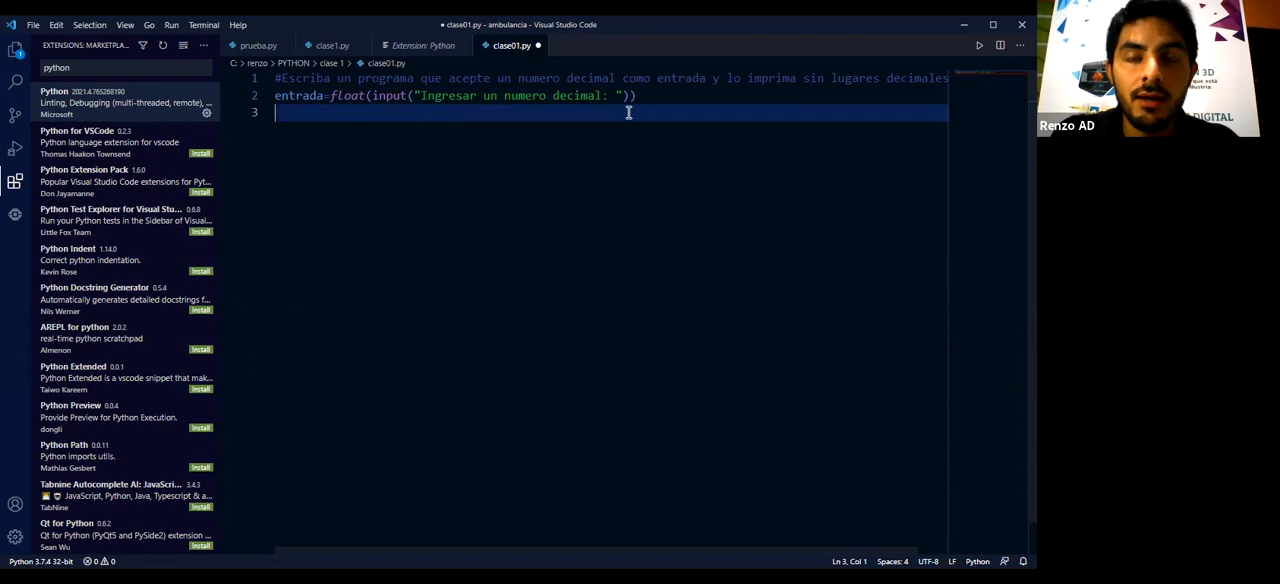 File Edit Selection View Go Run Terminal Help
● clase01.py - ambulancia - Visual Studio Code
EXTENSIONS: MARKETPLA...
python
Python 2021.4.765268190
Linting, Debugging (multi-threaded, remote), ...
Microsoft
Python for VSCode 0.2.3
Python language extension for vscode
Thomas Haakon Townsend Install
Python Extension Pack 1.6.0
Popular Visual Studio Code extensions for Pyt...
Don Jayamanne Install
Python Test Explorer for Visual Stu... 0.6.8
Run your Python tests in the Sidebar of Visual...
Little Fox Team Install
Python Indent 1.14.0
Correct python indentation.
Kevin Rose Install
Python Docstring Generator 0.5.4
Automatically generates detailed docstrings f...
Nils Werner Install
AREPL for python 2.0.2
real-time python scratchpad
Almenon Install
Python Extended 0.0.1
Python Extended is a vscode snippet that mak...
Taiwo Kareem Install
Python Preview 0.0.4
Provide Preview for Python Execution.
dongli Install
Python Path 0.0.11
Python imports utils.
Mathias Gesbert Install
Tabnine Autocomplete AI: JavaScri... 3.4.3
JavaScript, Python, Java, Typescript & a...
TabNine Install
Qt for Python 0.6.2
Qt for Python (PyQt5 and PySide2) extension ...
Sean Wu Install
prueba.py clase1.py Extension: Python clase01.py
C: > renzo > PYTHON > clase 1 > clase01.py
1 #Escriba un programa que acepte un numero decimal como entrada y lo imprima sin lugares decimales
2 entrada=float(input("Ingresar un numero decimal: "))
3
Python 3.7.4 32-bit 0 0
Ln 3, Col 1 Spaces: 4 UTF-8 LF Python
1
Renzo AD
N 3D
que está
ustria.
DIGITAL